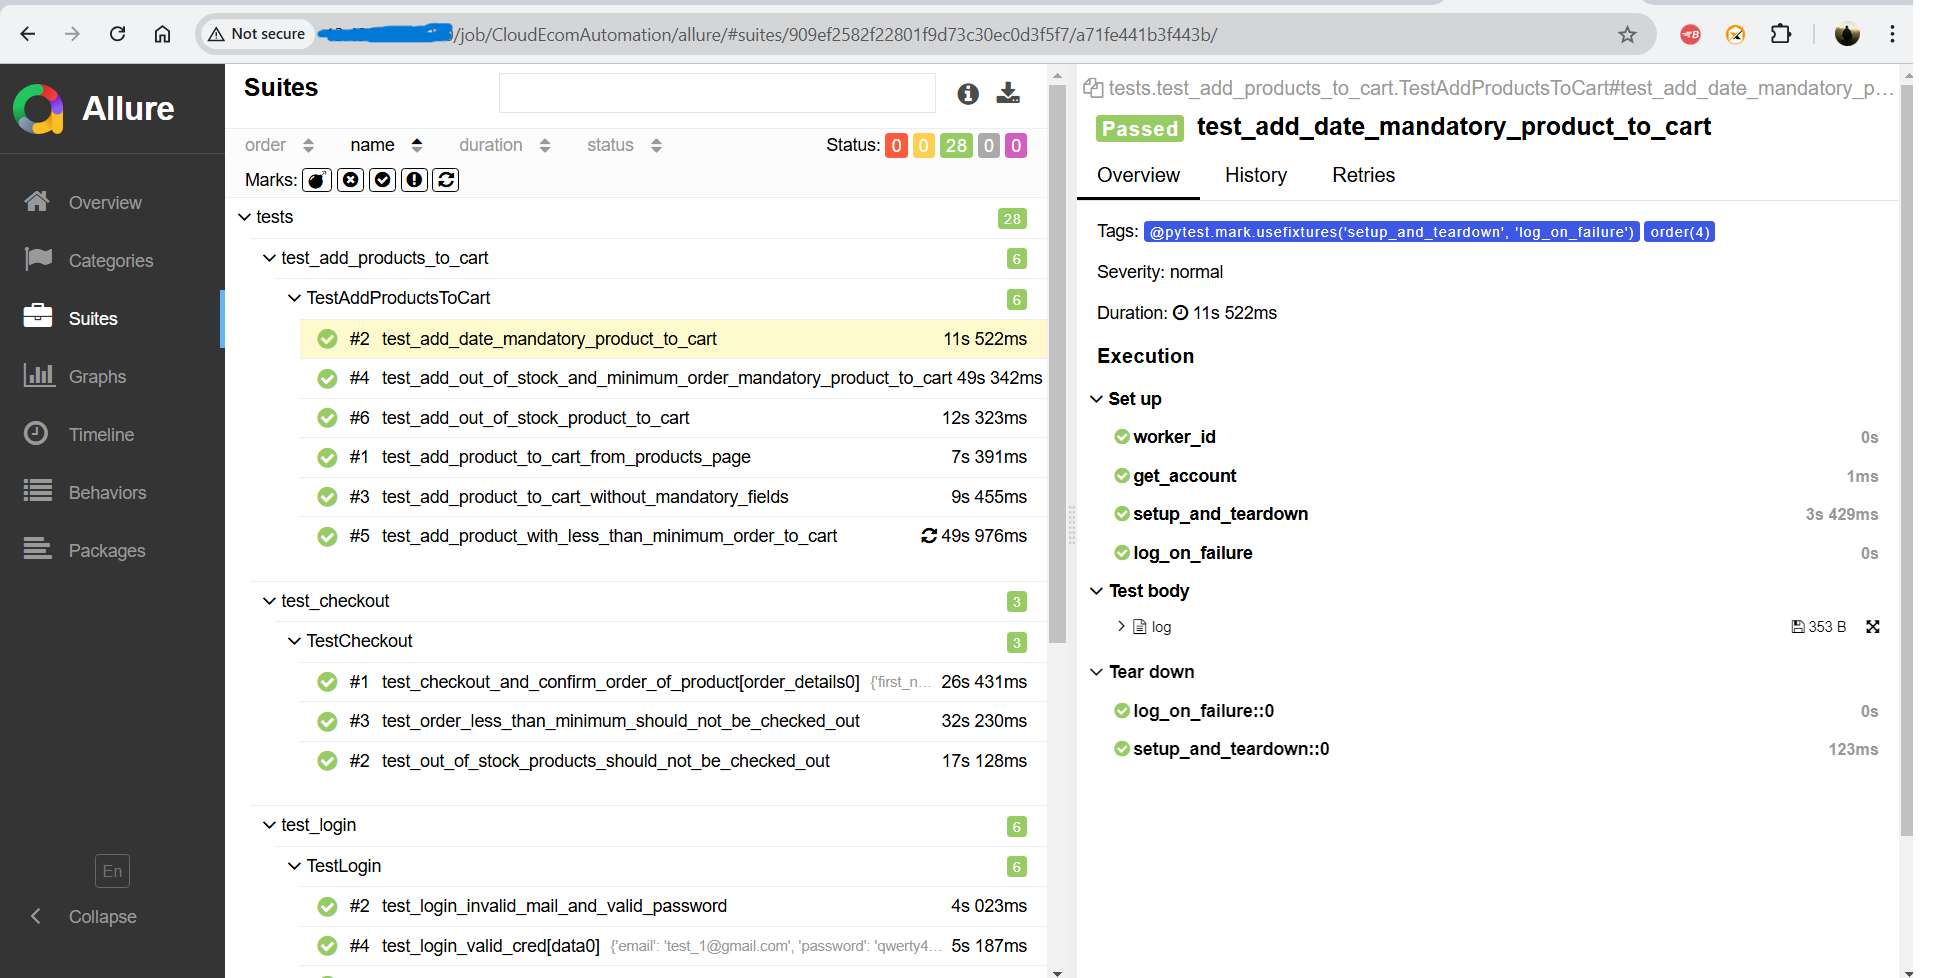 Not secure
/job/CloudEcomAutomation/allure/#suites/909ef2582f22801f9d73c30ec0d3f5f7/a71fe441b3f443b/
Allure
Overview
Categories
Suites
Graphs
Timeline
Behaviors
Packages
En
Collapse
Suites
order name duration status Status: 0 0 28 0 0
Marks:
tests 28
test_add_products_to_cart 6
TestAddProductsToCart 6
#2 test_add_date_mandatory_product_to_cart 11s 522ms
#4 test_add_out_of_stock_and_minimum_order_mandatory_product_to_cart 49s 342ms
#6 test_add_out_of_stock_product_to_cart 12s 323ms
#1 test_add_product_to_cart_from_products_page 7s 391ms
#3 test_add_product_to_cart_without_mandatory_fields 9s 455ms
#5 test_add_product_with_less_than_minimum_order_to_cart 49s 976ms
test_checkout 3
TestCheckout 3
#1 test_checkout_and_confirm_order_of_product[order_details0] {'first_n... 26s 431ms
#3 test_order_less_than_minimum_should_not_be_checked_out 32s 230ms
#2 test_out_of_stock_products_should_not_be_checked_out 17s 128ms
test_login 6
TestLogin 6
#2 test_login_invalid_mail_and_valid_password 4s 023ms
#4 test_login_valid_cred[data0] {'email': 'test_1@gmail.com', 'password': 'qwerty4... 5s 187ms
tests.test_add_products_to_cart.TestAddProductsToCart#test_add_date_mandatory_p...
Passed test_add_date_mandatory_product_to_cart
Overview History Retries
Tags: @pytest.mark.usefixtures('setup_and_teardown', 'log_on_failure') order(4)
Severity: normal
Duration: 11s 522ms
Execution
Set up
worker_id 0s
get_account 1ms
setup_and_teardown 3s 429ms
log_on_failure 0s
Test body
log 353 B
Tear down
log_on_failure::0 0s
setup_and_teardown::0 123ms